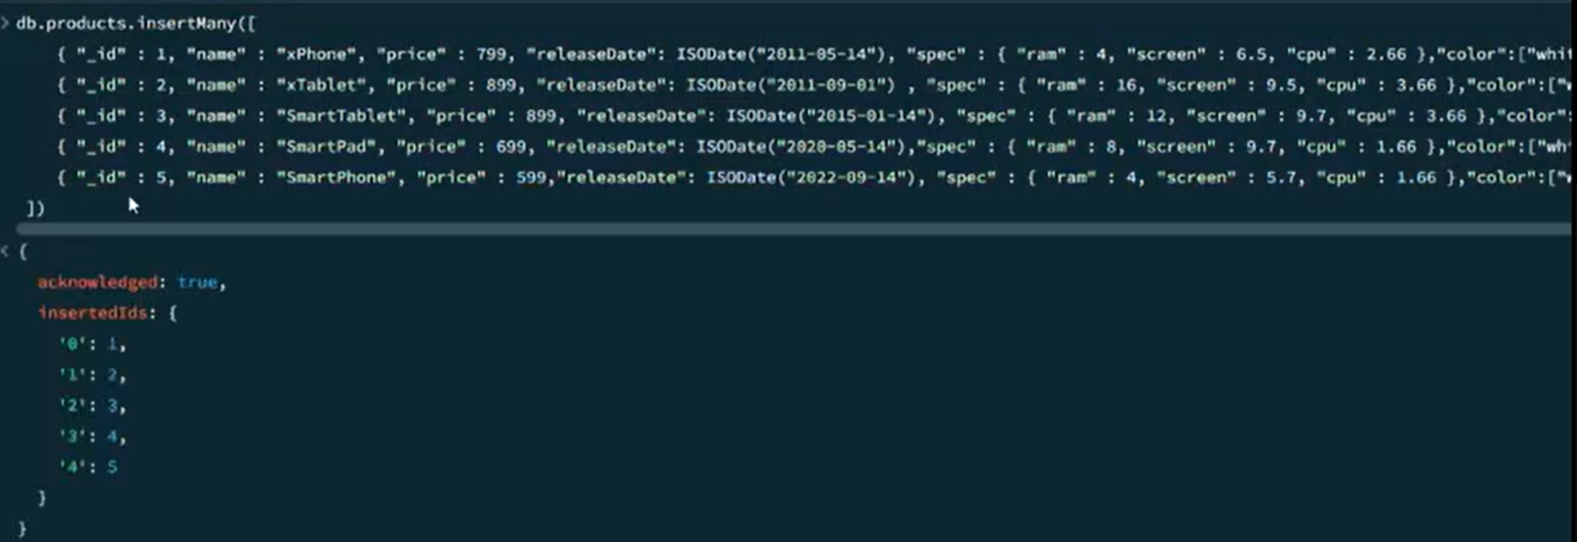 > db.products.insertMany([
{ "_id" : 1, "name" : "xPhone", "price" : 799, "releaseDate": ISODate("2011-05-14"), "spec" : { "ram" : 4, "screen" : 6.5, "cpu" : 2.66 },"color":["whit
{ "_id" : 2, "name" : "xTablet", "price" : 899, "releaseDate": ISODate("2011-09-01") , "spec" : { "ram" : 16, "screen" : 9.5, "cpu" : 3.66 },"color":["
{ "_id" : 3, "name" : "SmartTablet", "price" : 899, "releaseDate": ISODate("2015-01-14"), "spec" : { "ram" : 12, "screen" : 9.7, "cpu" : 3.66 },"color":
{ "_id" : 4, "name" : "SmartPad", "price" : 699, "releaseDate": ISODate("2020-05-14"),"spec" : { "ram" : 8, "screen" : 9.7, "cpu" : 1.66 },"color":["wh
{ "_id" : 5, "name" : "SmartPhone", "price" : 599,"releaseDate": ISODate("2022-09-14"), "spec" : { "ram" : 4, "screen" : 5.7, "cpu" : 1.66 },"color":["
])
< {
acknowledged: true,
insertedIds: {
'0': 1,
'1': 2,
'2': 3,
'3': 4,
'4': 5
}
}